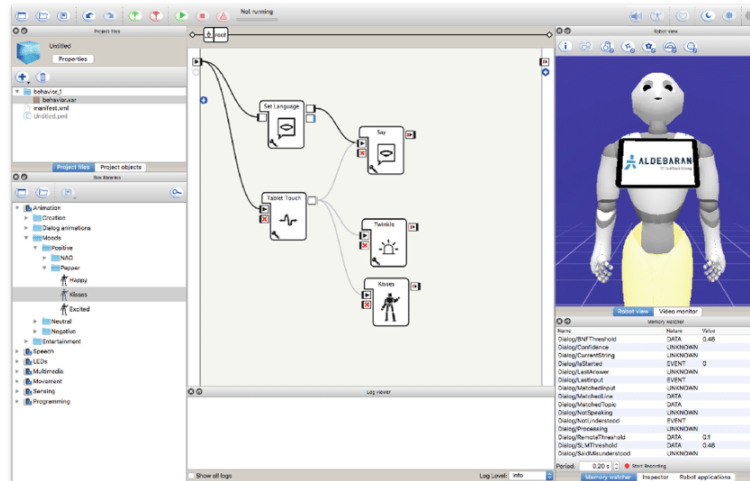 Not running
Project files
Untitled
Properties
behavior_1
behavior.xar
manifest.xml
Untitled.pml
Project files
Project objects
Box libraries
Animation
Creation
Dialog animations
Moods
Positive
NAO
Pepper
Happy
Kisses
Excited
Neutral
Negative
Entertainment
Speech
LEDs
Multimedia
Movement
Sensing
Programming
root
Set Language
Say
Tablet Touch
Twinkle
Kisses
Log viewer
Show all logs
Log Level: Info
Robot view
ALDEBARAN
Robot view
Video monitor
Memory watcher
Name Nature Value
Dialog/BNFThreshold DATA 0.48
Dialog/Confidence UNKNOWN
Dialog/CurrentString UNKNOWN
Dialog/IsStarted EVENT 0
Dialog/LastAnswer UNKNOWN
Dialog/LastInput EVENT
Dialog/MatchedInput UNKNOWN
Dialog/MatchedLine DATA
Dialog/MatchedTopic DATA
Dialog/NotSpeaking UNKNOWN
Dialog/NotUnderstood EVENT
Dialog/Processing UNKNOWN
Dialog/RemoteThreshold DATA 0.1
Dialog/SLMThreshold DATA 0.48
Dialog/SaidMisunderstood UNKNOWN
Period: 0.20 s Start Recording
Memory watcher
Inspector
Robot applications